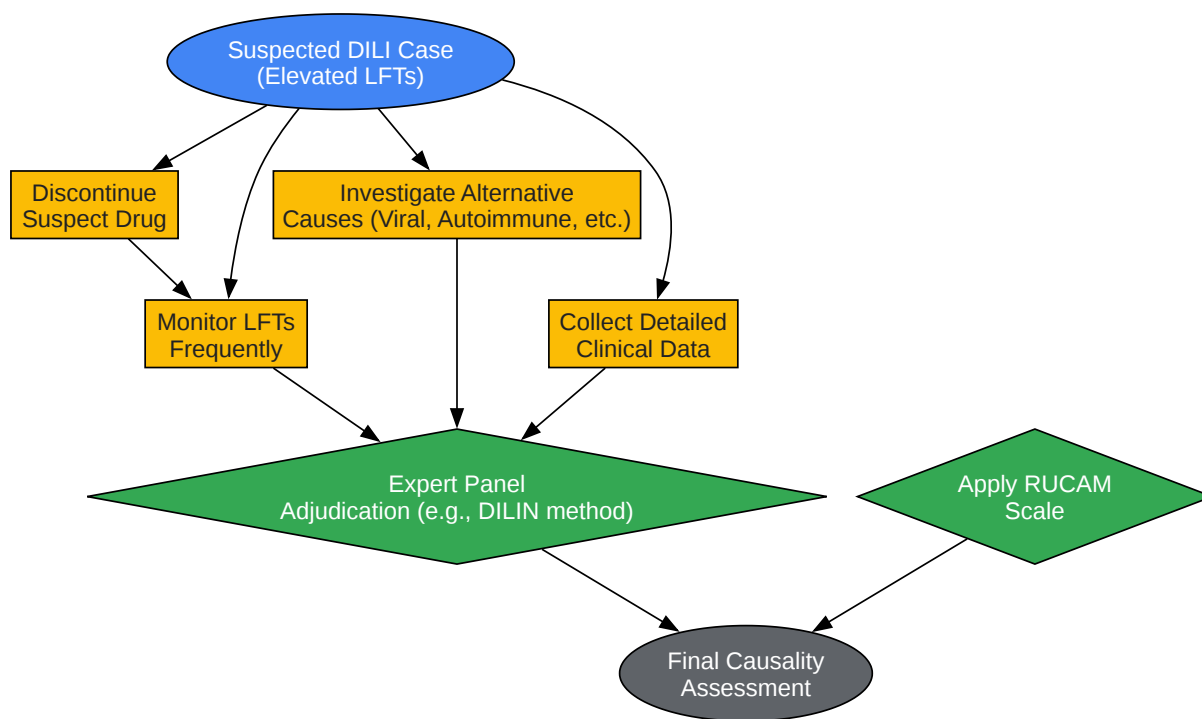 Suspected DILI Case
(Elevated LFTs)
Discontinue
Suspect Drug
Investigate Alternative
Causes (Viral, Autoimmune, etc.)
Monitor LFTs
Frequently
Collect Detailed
Clinical Data
Expert Panel
Adjudication (e.g., DILIN method)
Apply RUCAM
Scale
Final Causality
Assessment